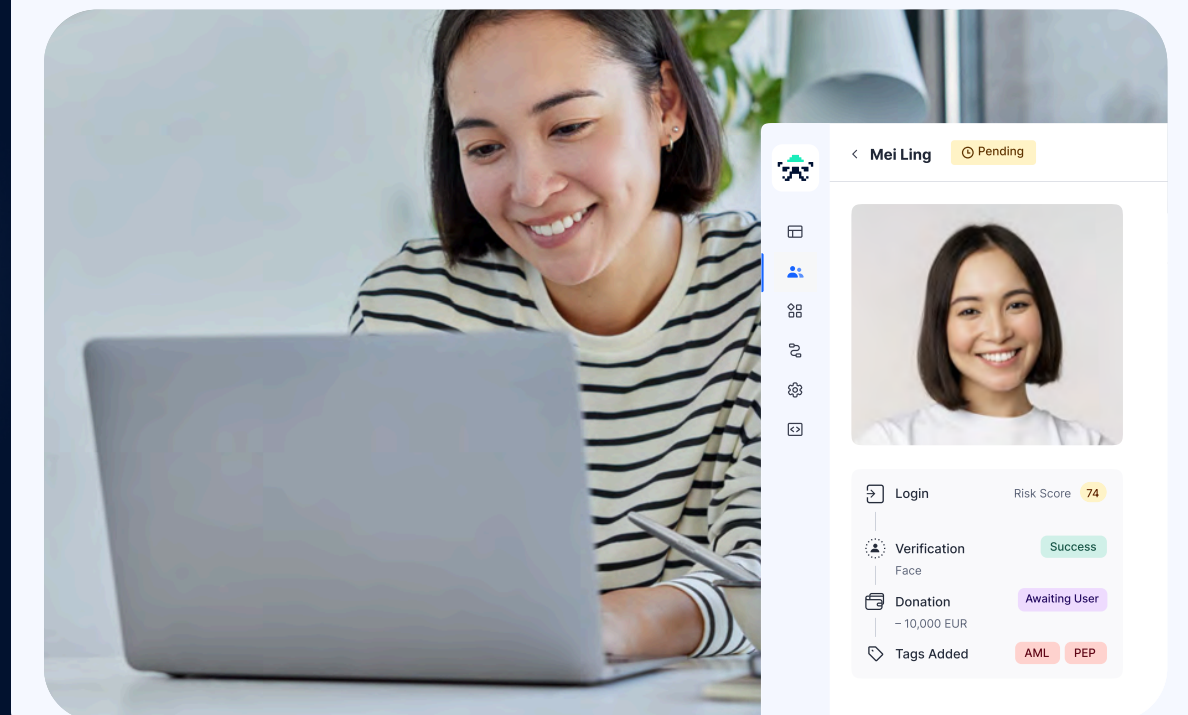 Mei Ling
Pending
Login
Risk Score 74
Verification
Success
Face
Donation
Awaiting User
– 10,000 EUR
Tags Added
AML
PEP